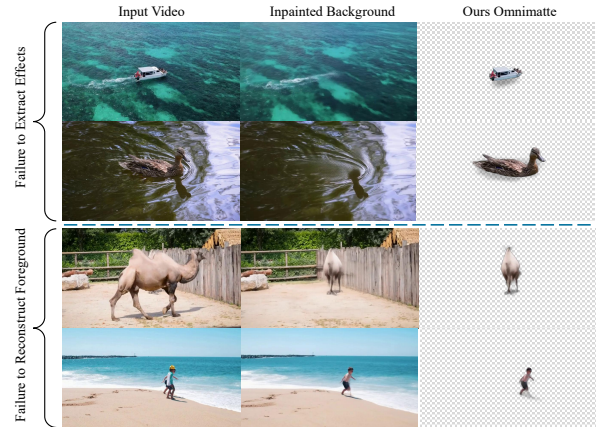 Input Video
Inpainted Background
Ours Omnimatte
Failure to Extract Effects
Failure to Reconstruct Foreground